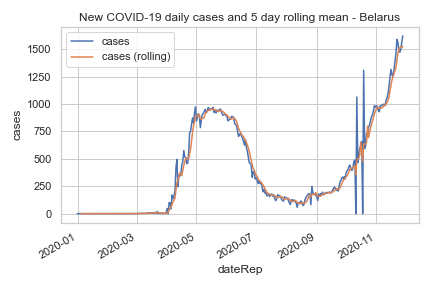 New COVID-19 daily cases and 5 day rolling mean - Belarus
cases
cases (rolling)
cases
1500
1250
1000
750
500
250
0
2020-01
2020-03
2020-05
2020-07
2020-09
2020-11
dateRep